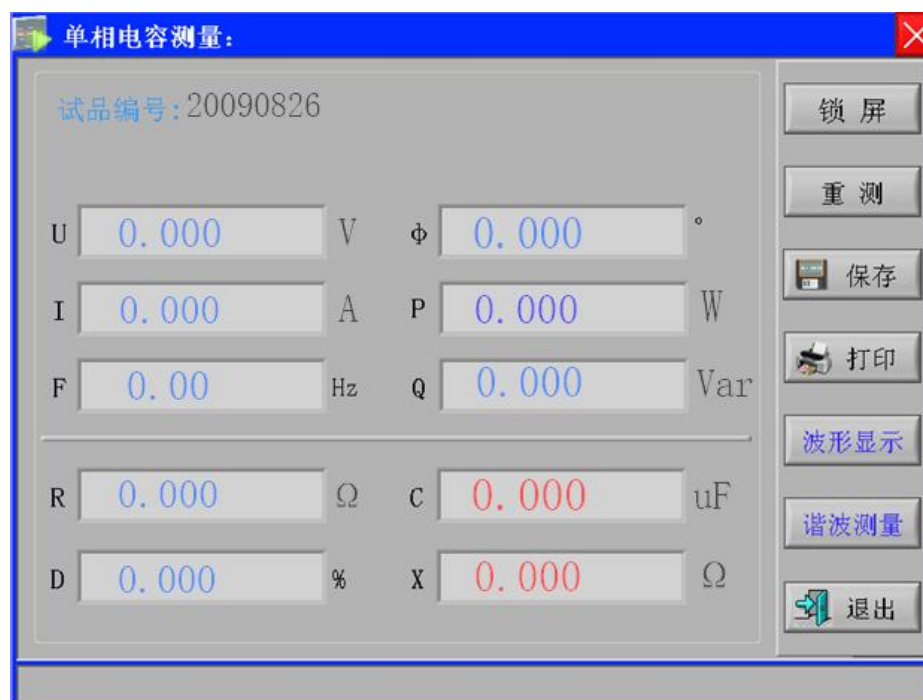 单相电容测量:
试品编号:20090826
U 0.000 V Φ 0.000 °
I 0.000 A P 0.000 W
F 0.00 Hz Q 0.000 Var
R 0.000 Ω C 0.000 uF
D 0.000 % X 0.000 Ω
锁 屏
重 测
保存
打印
波形显示
谐波测量
退出